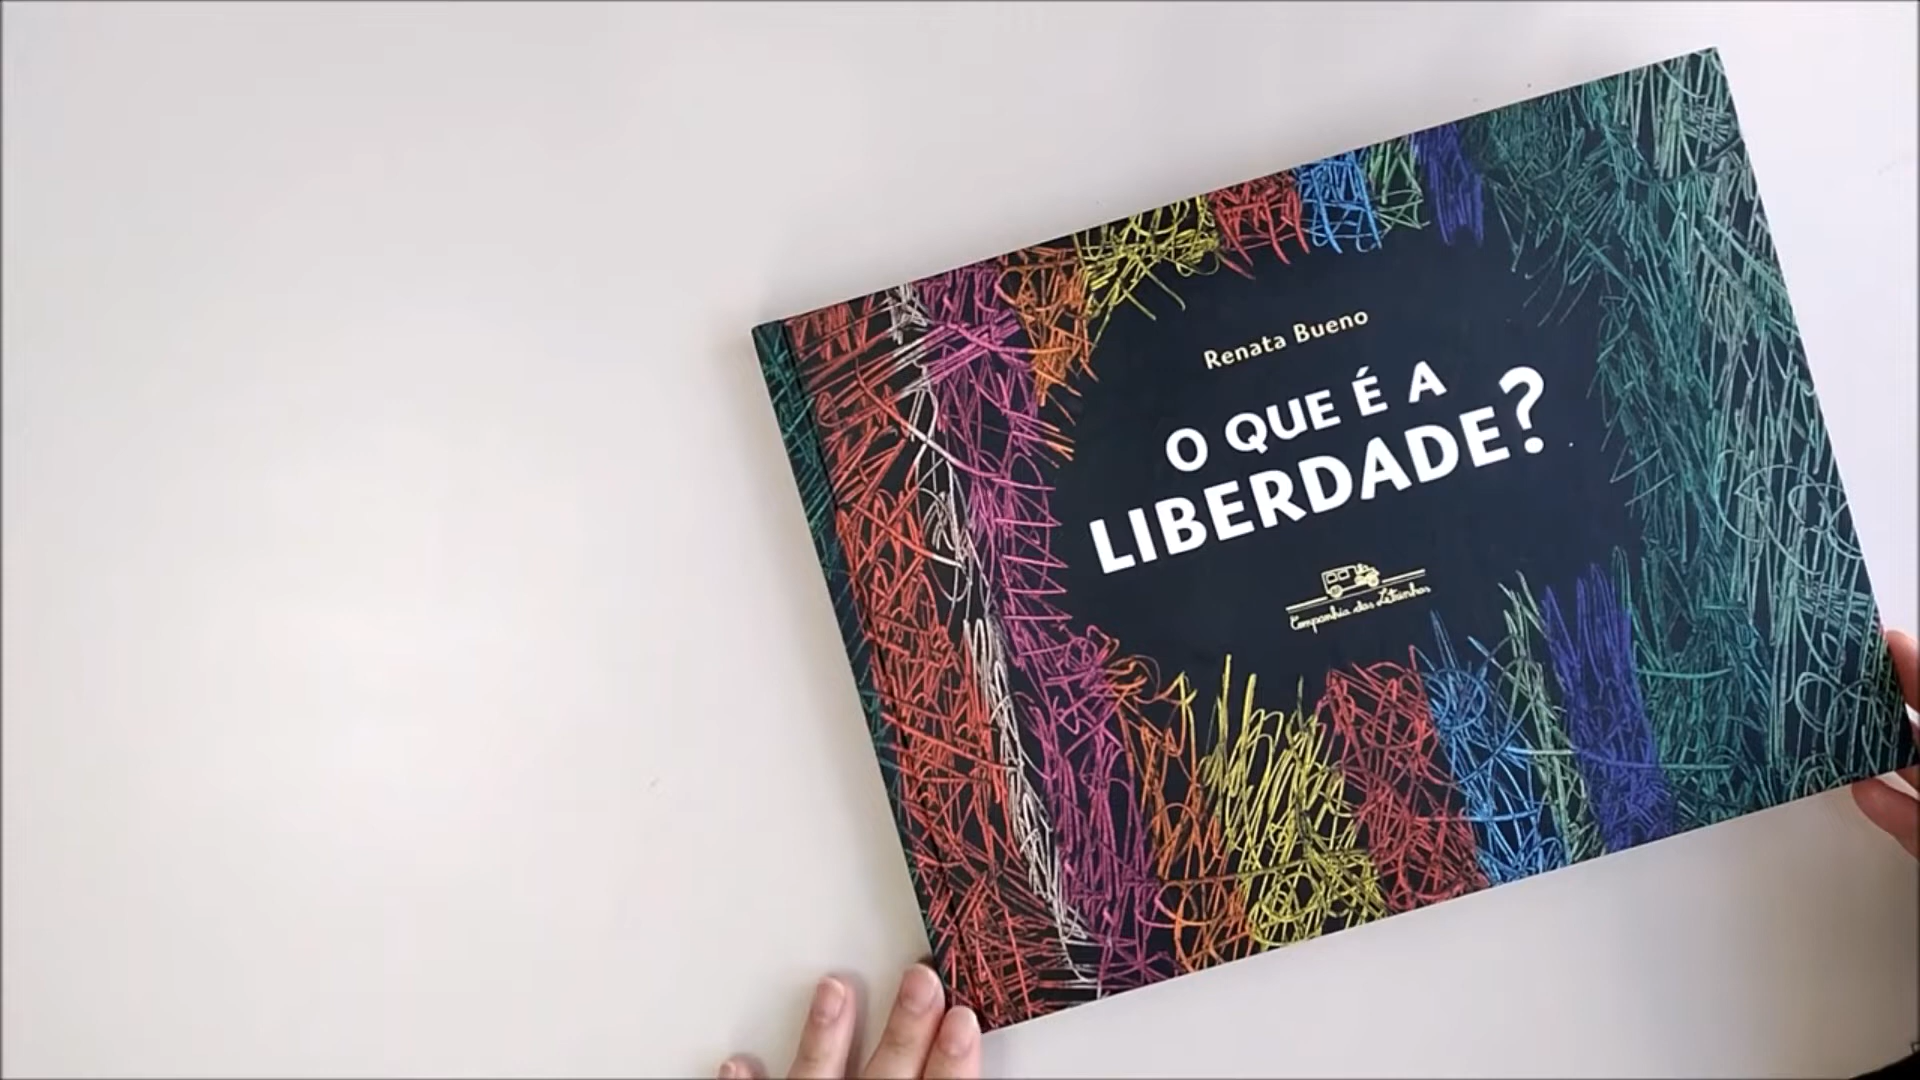 Renata Bueno
O QUE É A
LIBERDADE?
Companhia das Letrinhas